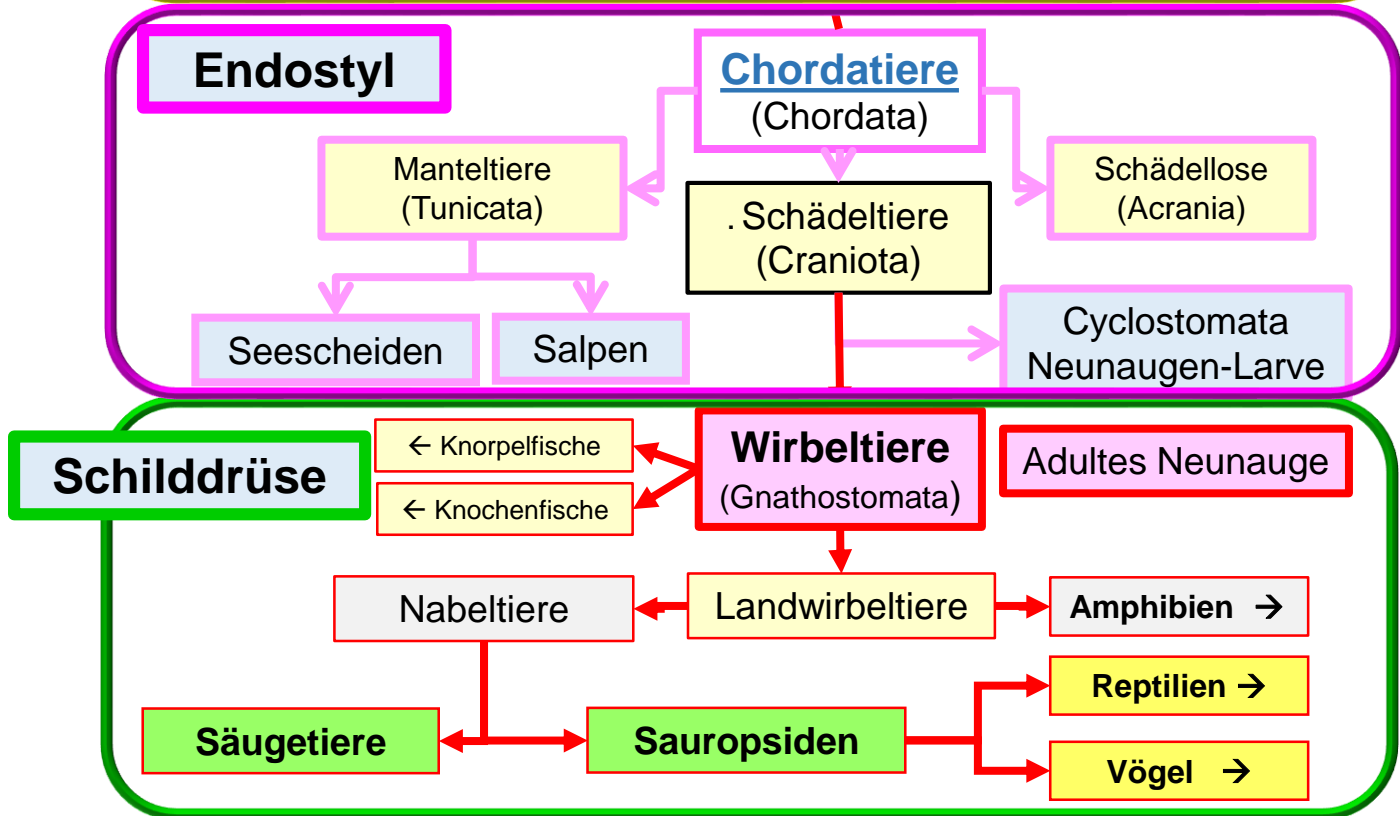 Endostyl
Chordatiere
(Chordata)
Manteltiere
(Tunicata)
. Schädeltiere
(Craniota)
Schädellose
(Acrania)
Seescheiden
Salpen
Cyclostomata
Neunaugen-Larve
Schilddrüse
← Knorpelfische
← Knochenfische
Wirbeltiere
(Gnathostomata)
Adultes Neunauge
Nabeltiere
Landwirbeltiere
Amphibien →
Säugetiere
Sauropsiden
Reptilien →
Vögel →